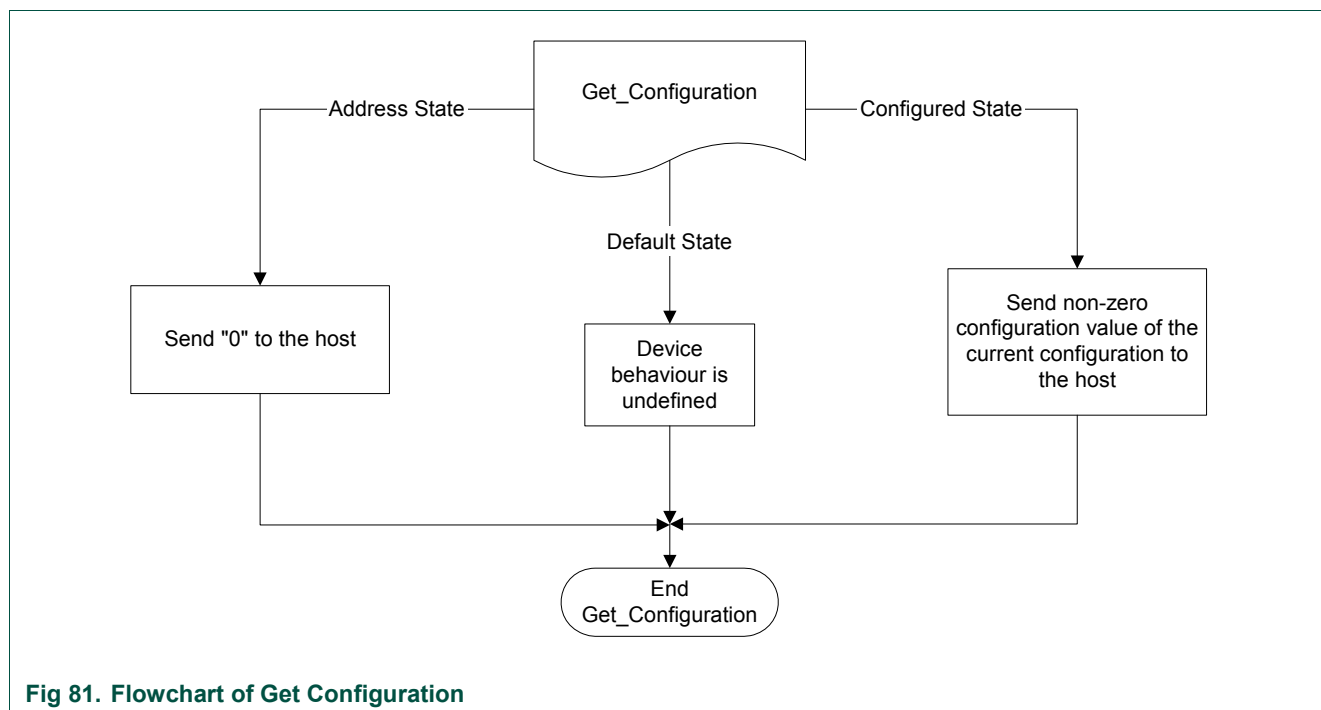 Get_Configuration
Address State
Configured State
Default State
Send "0" to the host
Device
behaviour is
undefined
Send non-zero
configuration value of the
current configuration to
the host
End
Get_Configuration
Fig 81. Flowchart of Get Configuration